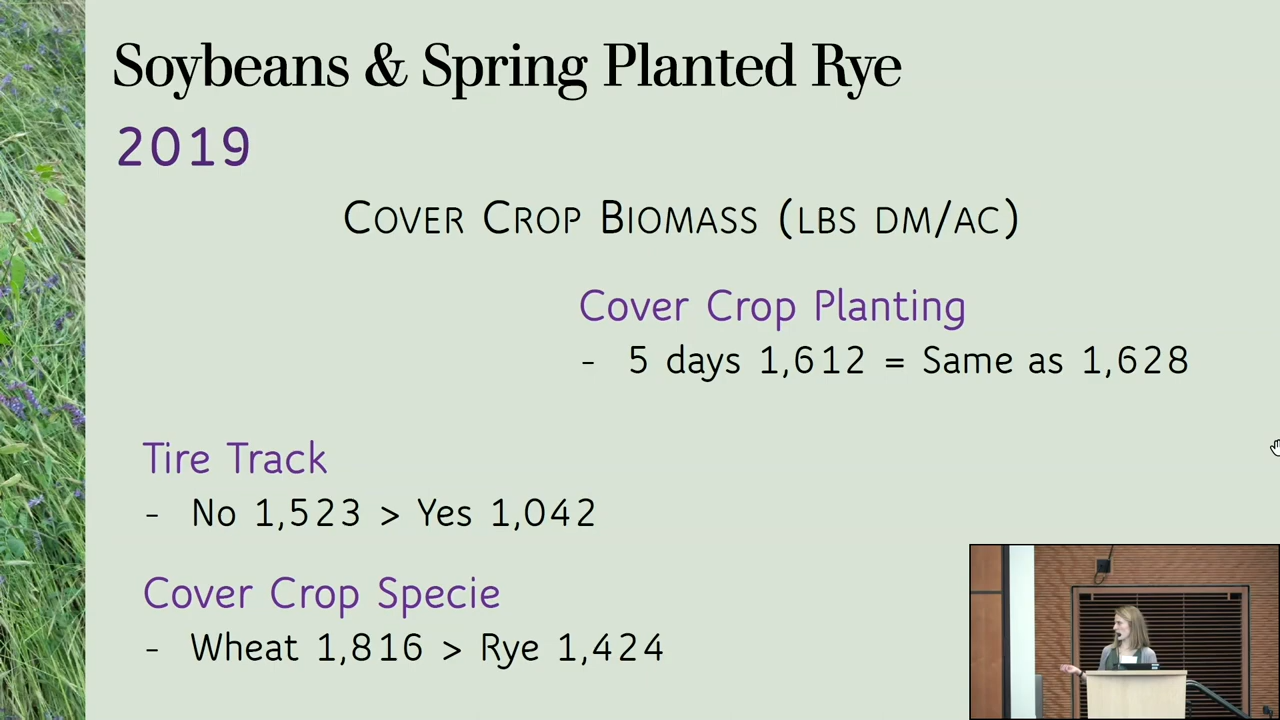 Soybeans & Spring Planted Rye
2019
COVER CROP BIOMASS (LBS DM/AC)
Cover Crop Planting
- 5 days 1,612 = Same as 1,628
Tire Track
- No 1,523 > Yes 1,042
Cover Crop Specie
- Wheat 1,816 > Rye 1,424